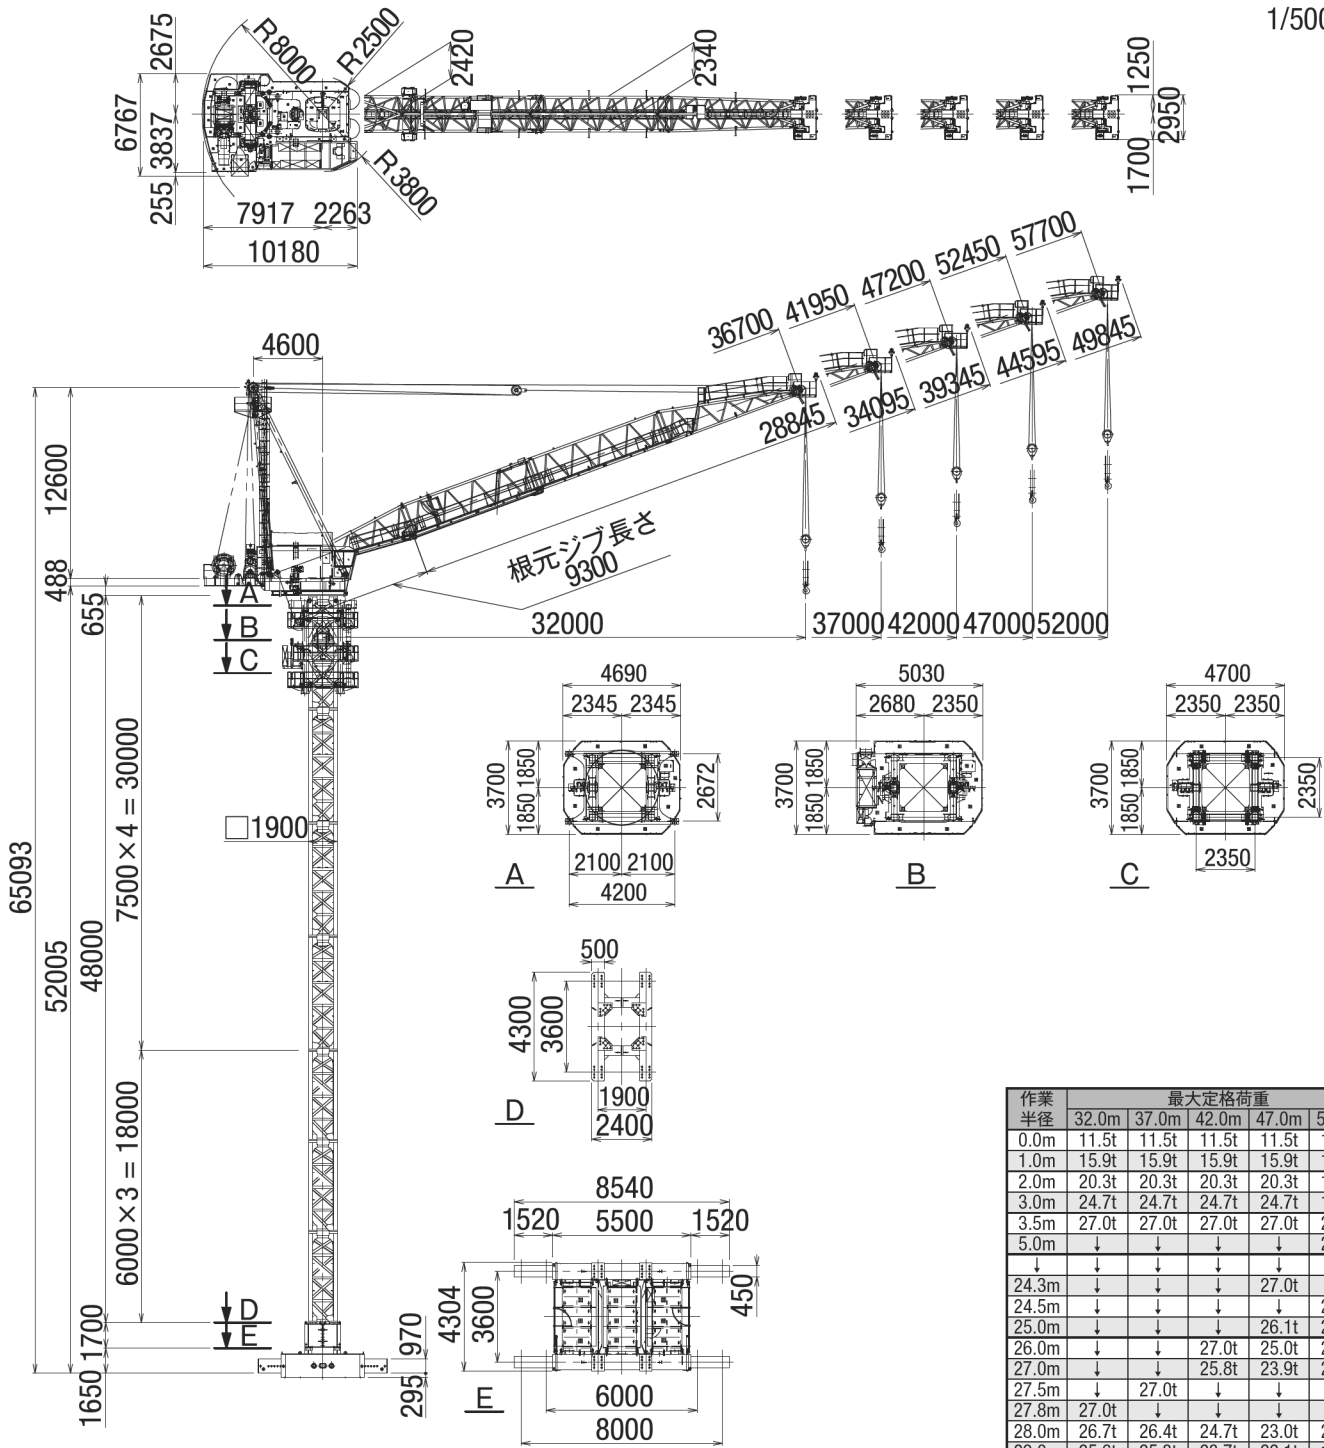 1/500
2675
6767
3837
255
R8000
R2500
R3800
7917
2263
10180
2420
2340
1250
2950
1700
4600
36700
41950
47200
52450
57700
28845
34095
39345
44595
49845
根元ジブ長さ
9300
32000
37000
42000
47000
52000
12600
488
655
A
B
C
65093
52005
48000
7500×4=30000
□1900
6000×3=18000
D
E
1700
1650
970
295
4690
2345
2345
3700
1850
1850
2672
2100
2100
4200
A
5030
2680
2350
3700
1850
1850
B
4700
2350
2350
3700
1850
1850
2350
2350
C
500
4300
3600
1900
2400
D
8540
1520
5500
1520
4304
3600
450
6000
8000
E
作業半径 最大定格荷重
32.0m 37.0m 42.0m 47.0m 5
0.0m 11.5t 11.5t 11.5t 11.5t
1.0m 15.9t 15.9t 15.9t 15.9t
2.0m 20.3t 20.3t 20.3t 20.3t
3.0m 24.7t 24.7t 24.7t 24.7t
3.5m 27.0t 27.0t 27.0t 27.0t
5.0m ↓ ↓ ↓ ↓
↓ ↓ ↓ ↓ ↓
24.3m ↓ ↓ ↓ 27.0t
24.5m ↓ ↓ ↓ ↓
25.0m ↓ ↓ ↓ 26.1t
26.0m ↓ ↓ 27.0t 25.0t
27.0m ↓ ↓ 25.8t 23.9t
27.5m ↓ 27.0t ↓ ↓
27.8m 27.0t ↓ ↓ ↓
28.0m 26.7t 26.4t 24.7t 23.0t